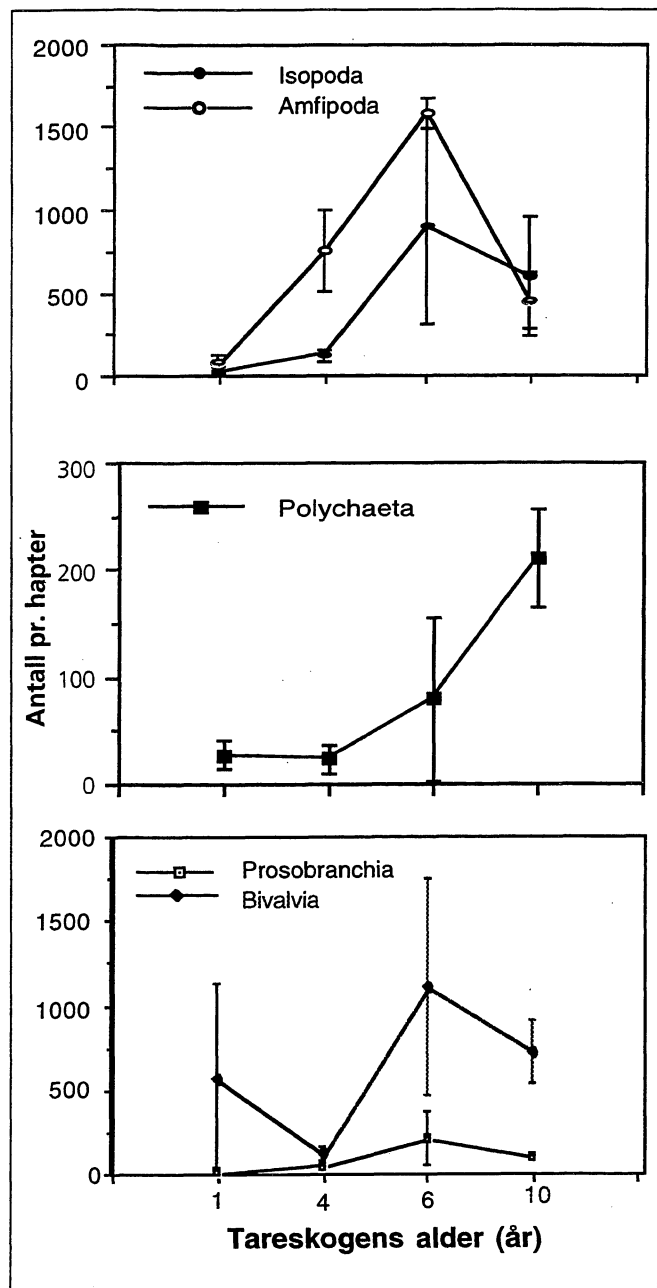 2000
Isopoda
Amfipoda
1500
1000
500
0
300
Polychaeta
200
100
0
Antall pr. hapter
2000
Prosobranchia
Bivalvia
1500
1000
500
0
1 4 6 10
Tareskogens alder (år)